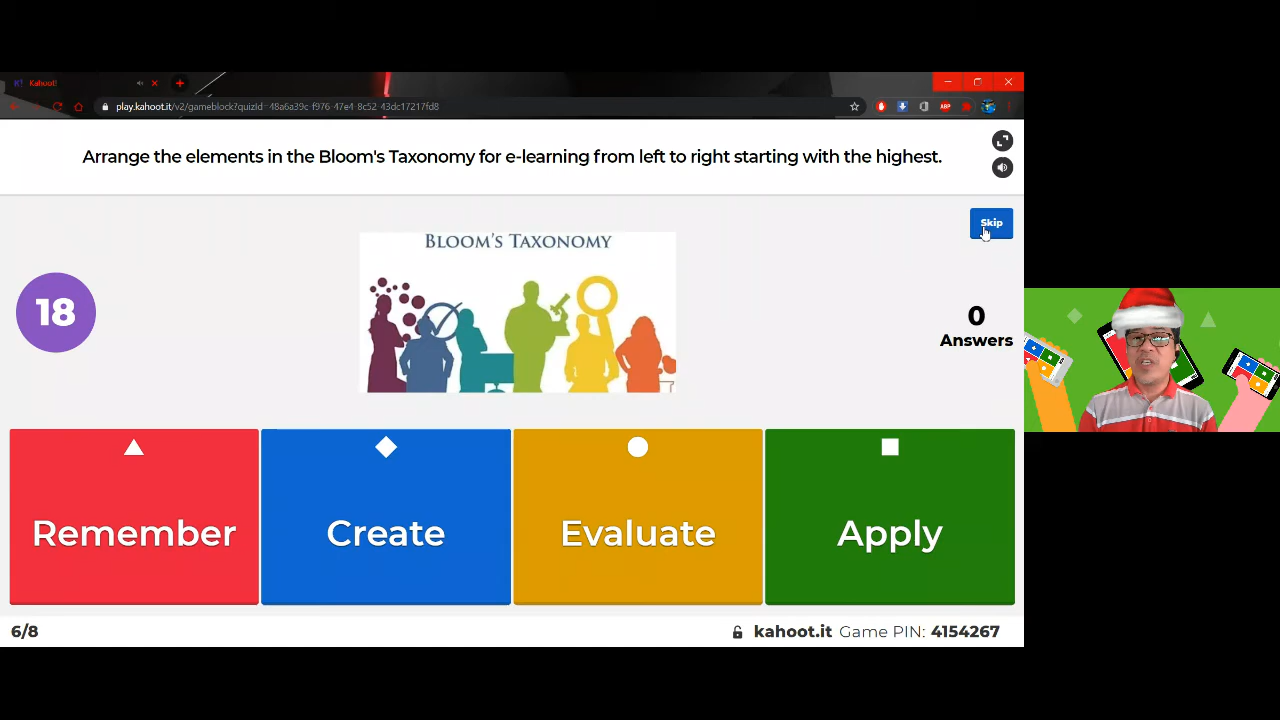 Kahoot!
play.kahoot.it/v2/gameblock?quizId=48a6a39c-f976-47e4-8c52-43dc17217fd8
ABP
Arrange the elements in the Bloom's Taxonomy for e-learning from left to right starting with the highest.
Skip
BLOOM'S TAXONOMY
18
0
Answers
Remember
Create
Evaluate
Apply
6/8
kahoot.it Game PIN: 4154267